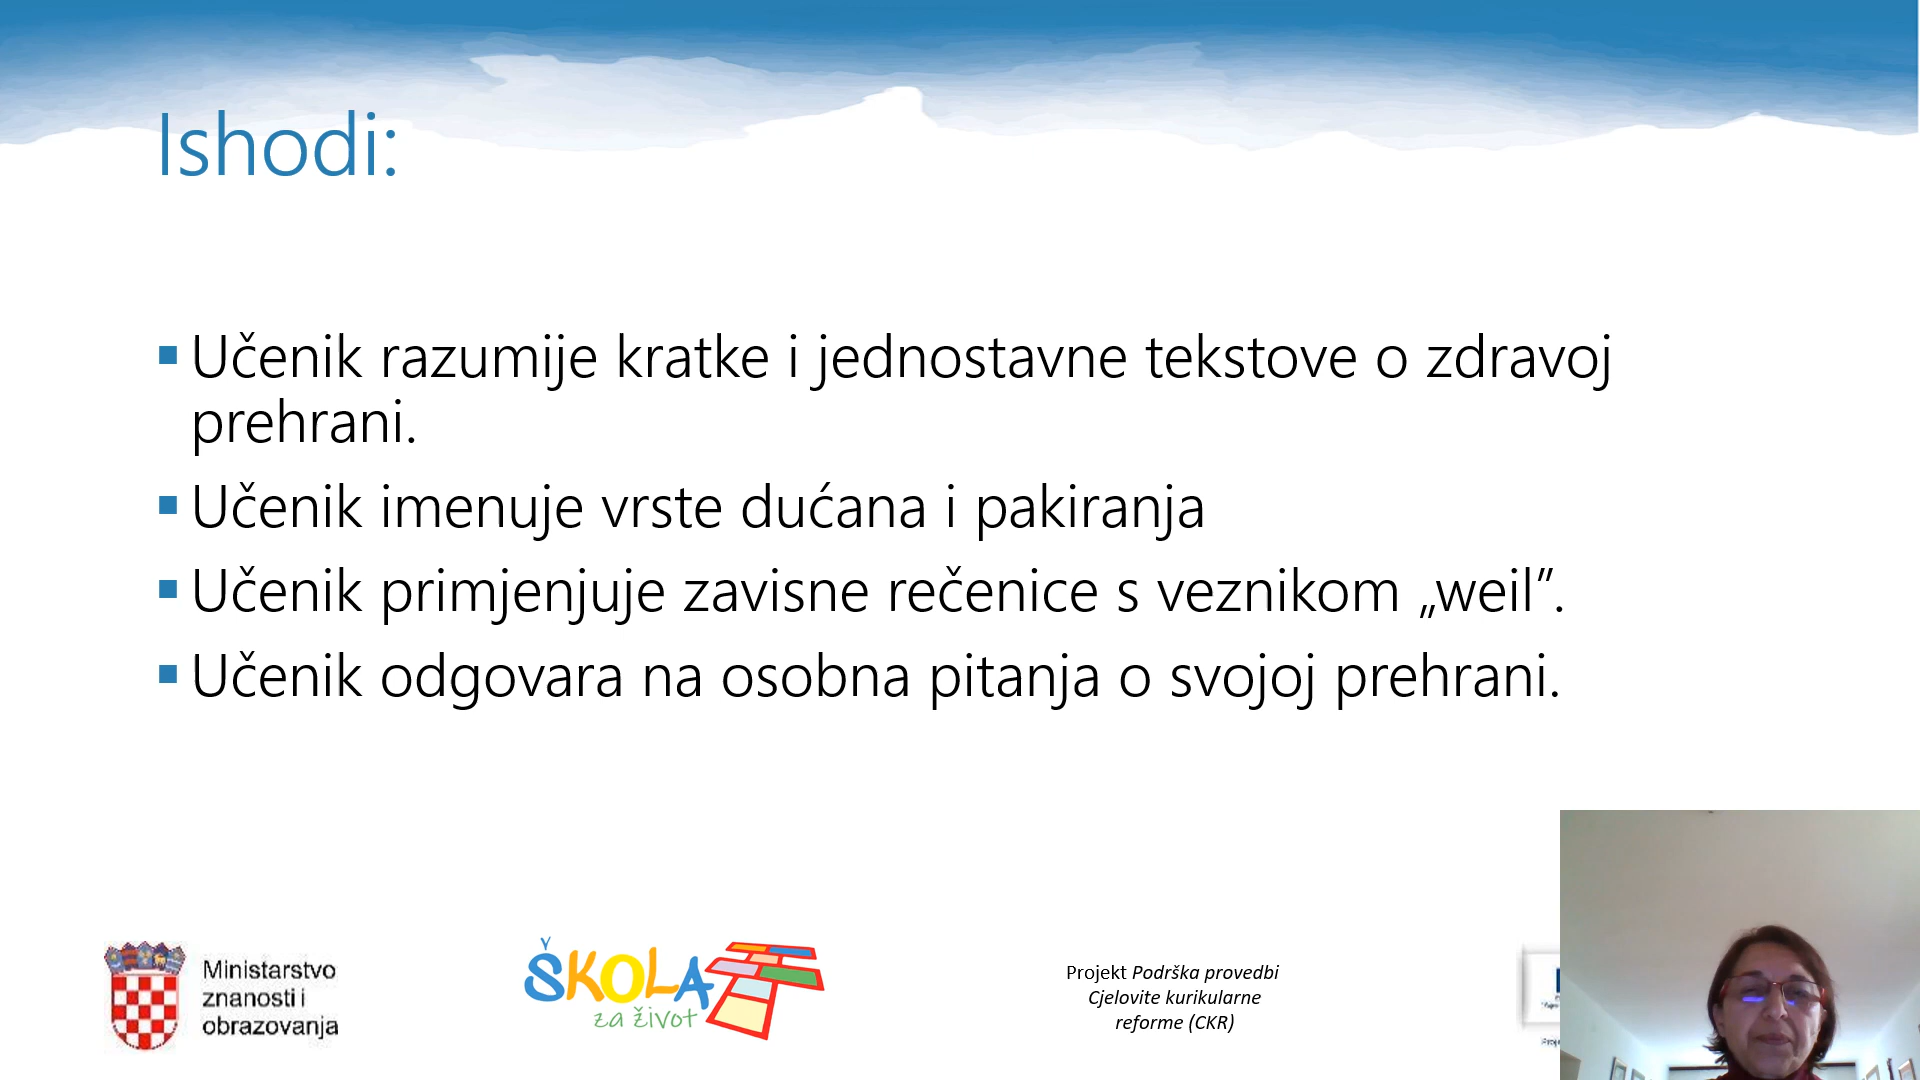 Ishodi:
Učenik razumije kratke i jednostavne tekstove o zdravoj
prehrani.
Učenik imenuje vrste dućana i pakiranja
Učenik primjenjuje zavisne rečenice s veznikom „weil”.
Učenik odgovara na osobna pitanja o svojoj prehrani.
Ministarstvo
znanosti i
obrazovanja
ŠKOLA
za život
Projekt Podrška provedbi
Cjelovite kurikularne
reforme (CKR)